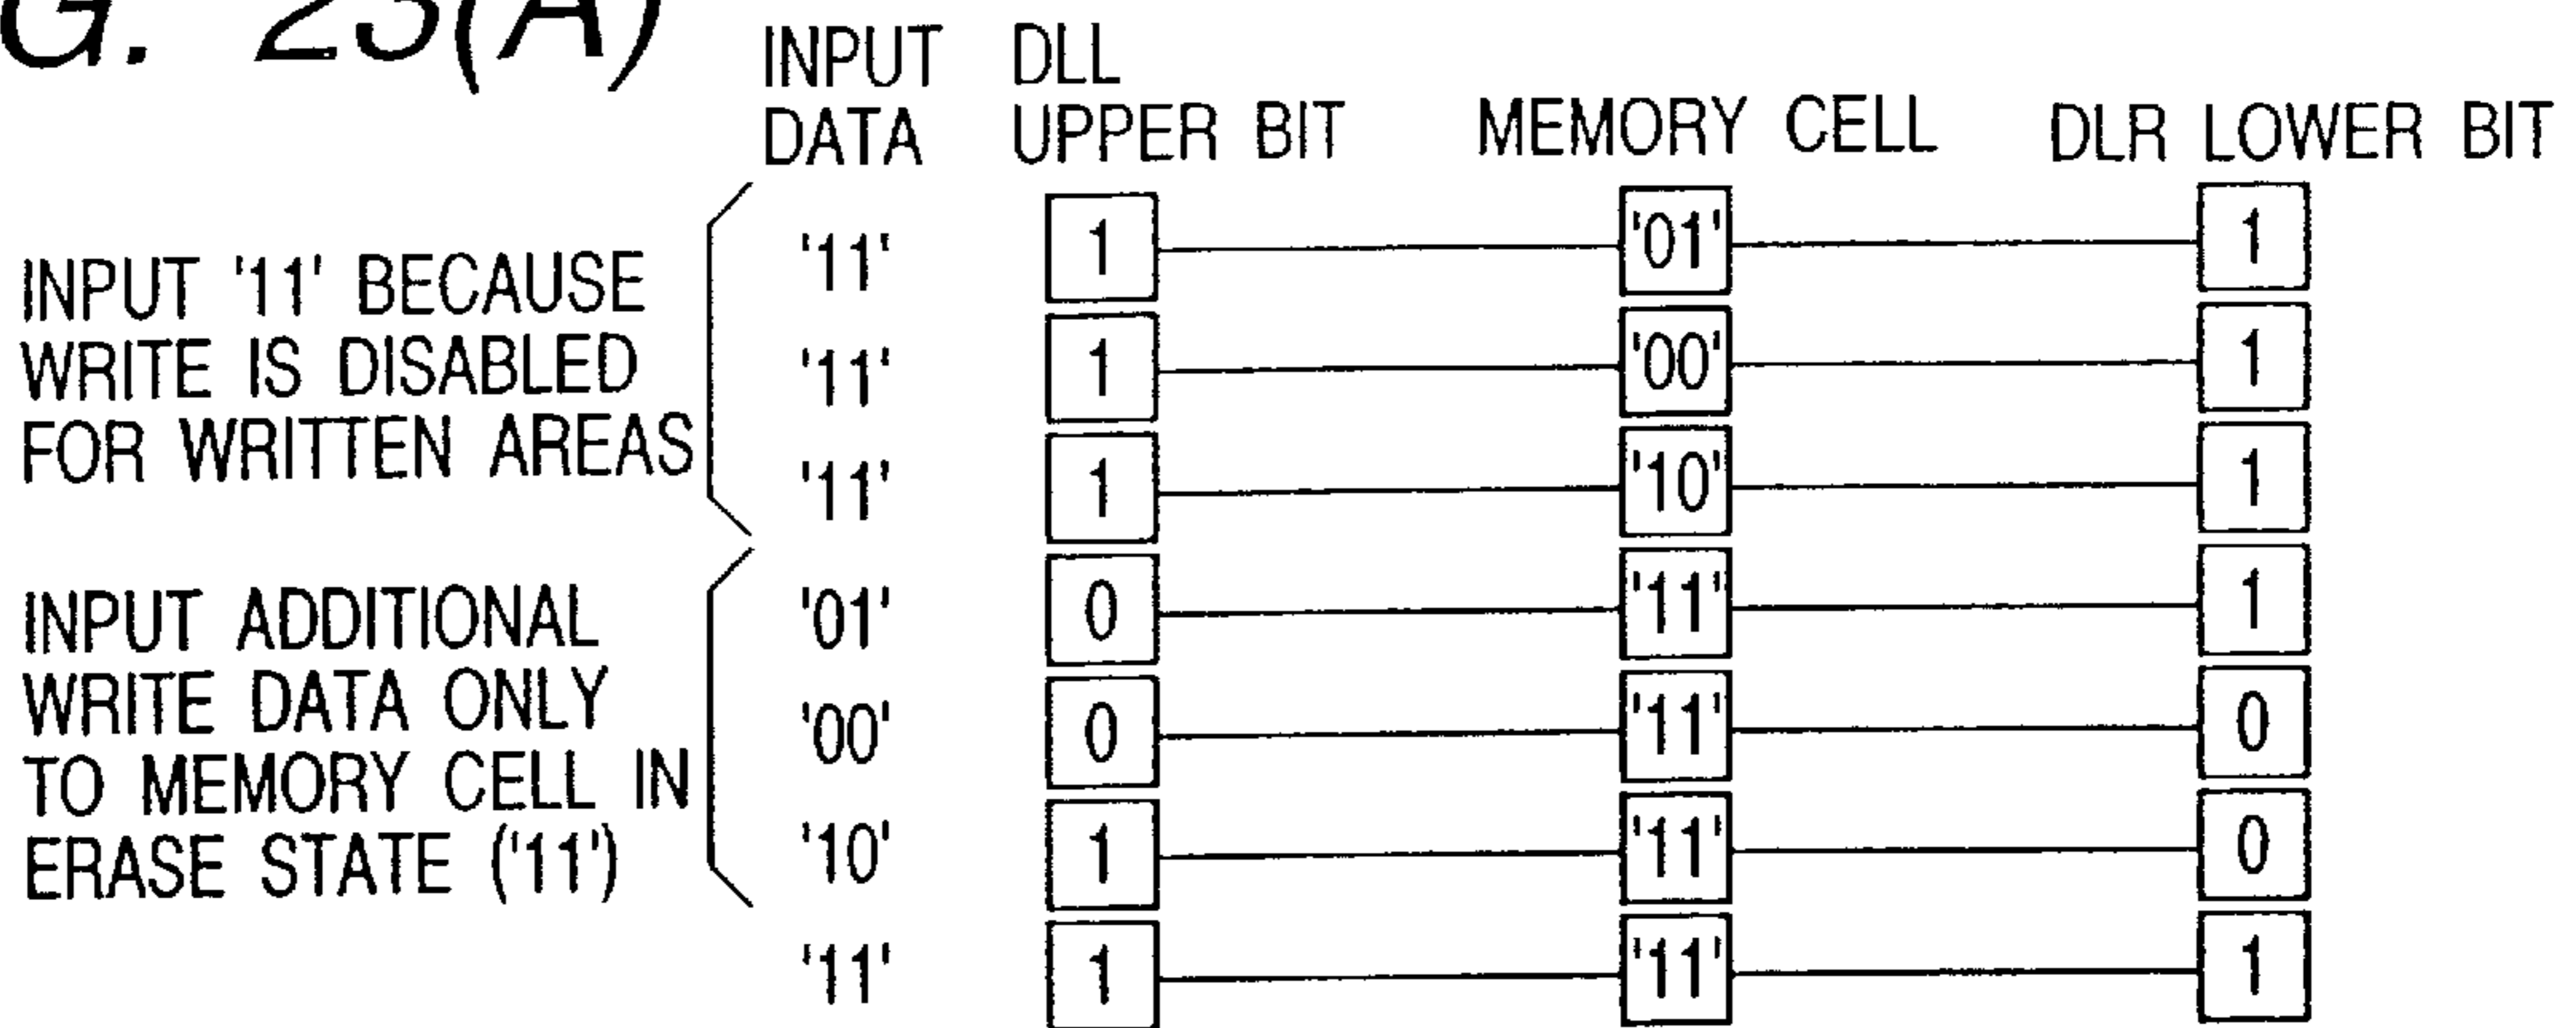 G. 23(A)
INPUT DLL
DATA UPPER BIT MEMORY CELL DLR LOWER BIT
INPUT '11' BECAUSE
WRITE IS DISABLED
FOR WRITTEN AREAS
'11' 1 '01' 1
'11' 1 '00' 1
'11' 1 '10' 1
INPUT ADDITIONAL
WRITE DATA ONLY
TO MEMORY CELL IN
ERASE STATE ('11')
'01' 0 '11' 1
'00' 0 '11' 0
'10' 1 '11' 0
'11' 1 '11' 1